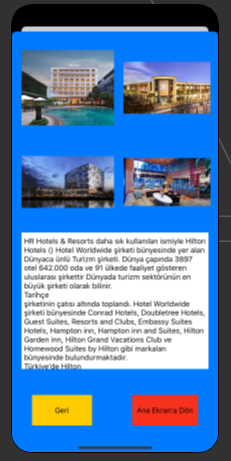 HR Hotels & Resorts daha sık kullanılan ismiyle Hilton
Hotels () Hotel Worldwide şirketi bünyesinde yer alan
Dünyaca ünlü Turizm şirketi. Dünya çapında 3897
otel 642.000 oda ve 91 ülkede faaliyet gösteren
uluslarası şirkettir Dünyada turizm sektörünün en
büyük şirketi olarak bilinir.
Tarihçe
şirketinin çatısı altında toplandı. Hotel Worldwide
şirketi bünyesinde Conrad Hotels, Doubletree Hotels,
Guest Suites, Resorts and Clubs, Embassy Suites
Hotels, Hampton inn, Hampton inn and Suites, Hilton
Garden inn, Hilton Grand Vacations Club ve
Homewood Suites by Hilton gibi markaları
bünyesinde bulundurmaktadır.
Türkiye'de Hilton
Geri
Ana Ekran'a Dön